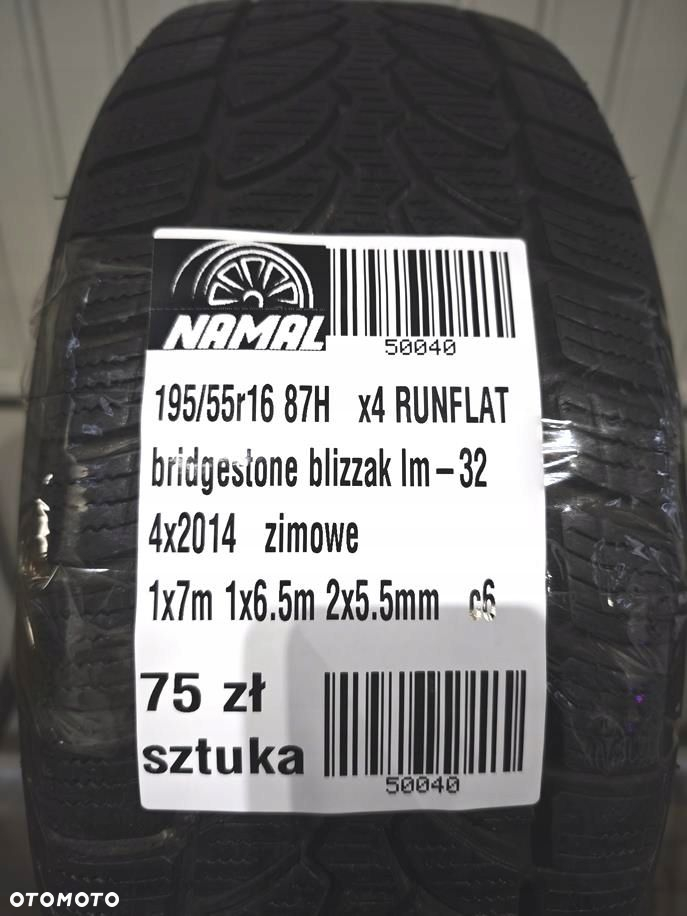 NAMAL
50040
195/55r16 87H x4 RUNFLAT
bridgestone blizzak lm-32
4x2014 zimowe
1x7m 1x6.5m 2x5.5mm c6
75 zł
sztuka
50040
OTOMOTO